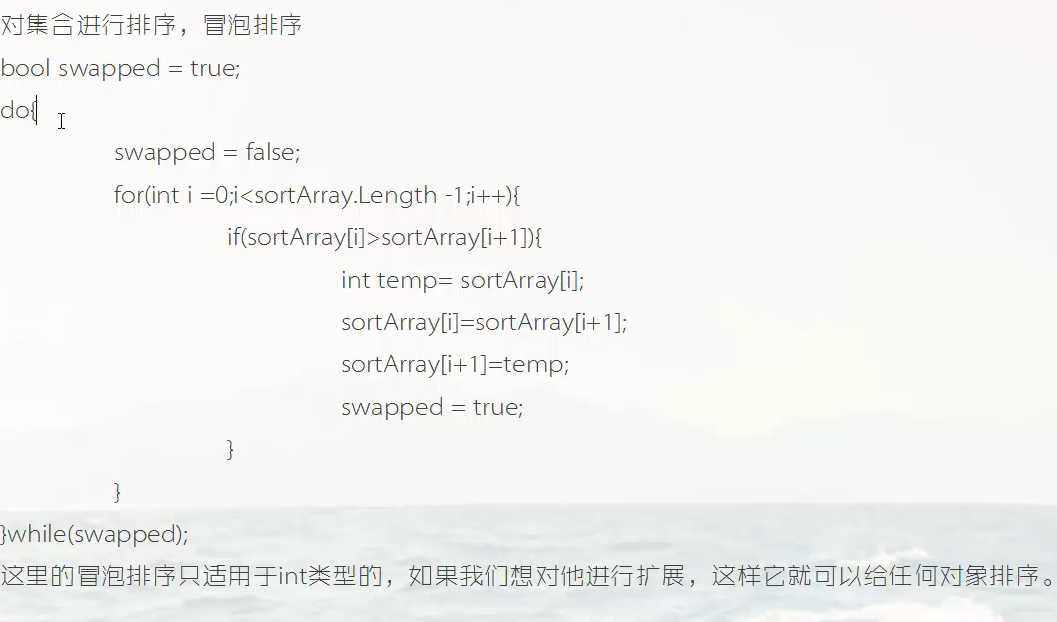 对集合进行排序，冒泡排序
bool swapped = true;
do{
swapped = false;
for(int i =0;i<sortArray.Length -1;i++){
if(sortArray[i]>sortArray[i+1]){
int temp= sortArray[i];
sortArray[i]=sortArray[i+1];
sortArray[i+1]=temp;
swapped = true;
}
}
}while(swapped);
这里的冒泡排序只适用于int类型的，如果我们想对他进行扩展，这样它就可以给任何对象排序。